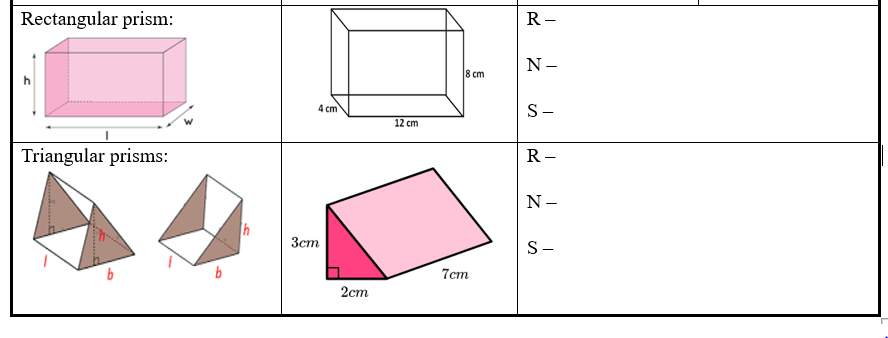 Rectangular prism:
h
w
l
8 cm
4 cm
12 cm
R –
N –
S –
Triangular prisms:
h
l
b
h
l
b
3cm
2cm
7cm
R –
N –
S –